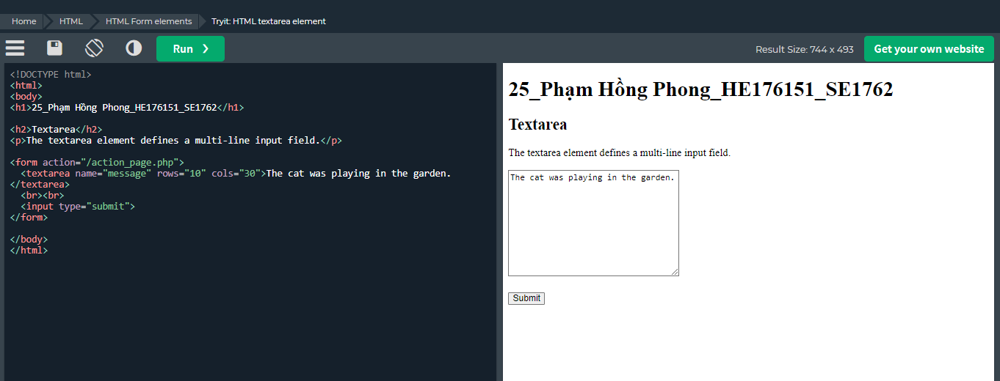 Home HTML HTML Form elements Tryit: HTML textarea element
Run ❯ Result Size: 744 x 493 Get your own website
<!DOCTYPE html>
<html>
<body>
<h1>25_Phạm Hồng Phong_HE176151_SE1762</h1>
<h2>Textarea</h2>
<p>The textarea element defines a multi-line input field.</p>
<form action="/action_page.php">
  <textarea name="message" rows="10" cols="30">The cat was playing in the garden.
</textarea>
  <br><br>
  <input type="submit">
</form>
</body>
</html>
25_Phạm Hồng Phong_HE176151_SE1762
Textarea
The textarea element defines a multi-line input field.
The cat was playing in the garden.
Submit